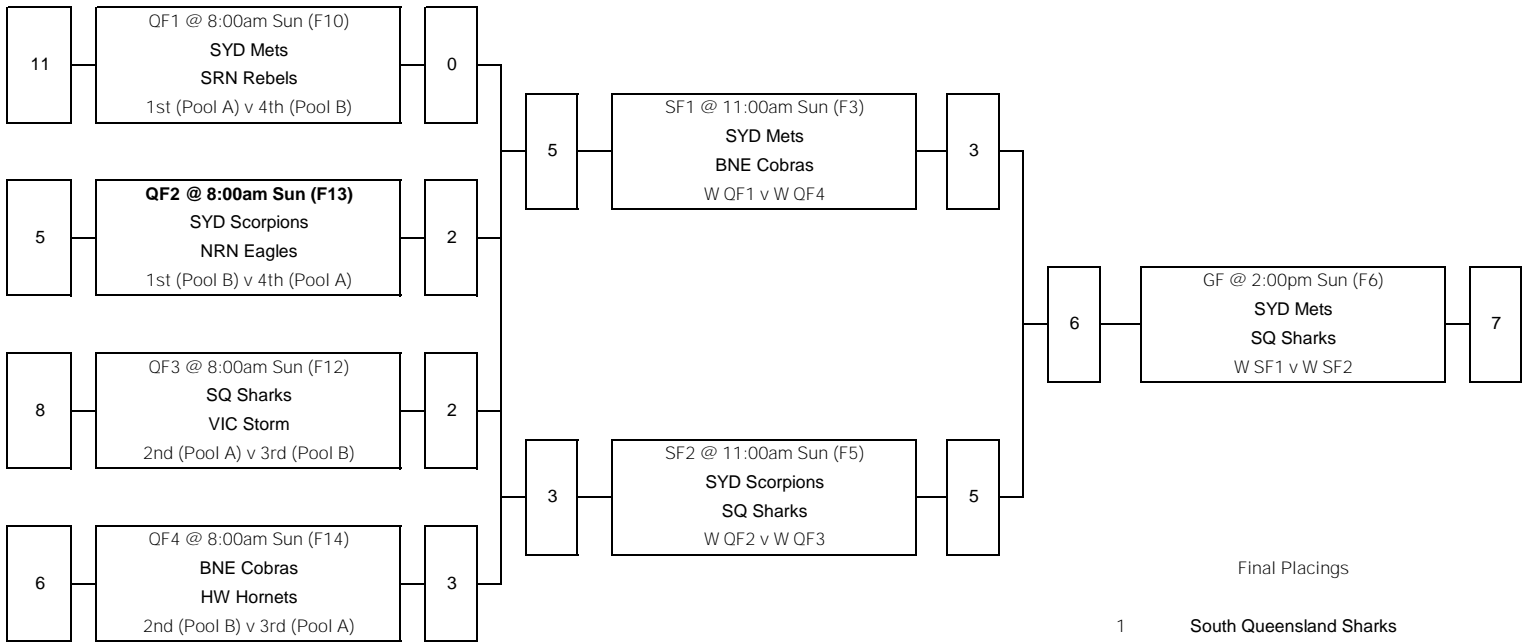 QF1 @ 8:00am Sun (F10)
11
SYD Mets
SRN Rebels
0
1st (Pool A) v 4th (Pool B)
QF2 @ 8:00am Sun (F13)
5
SYD Scorpions
NRN Eagles
2
1st (Pool B) v 4th (Pool A)
QF3 @ 8:00am Sun (F12)
8
SQ Sharks
VIC Storm
2
2nd (Pool A) v 3rd (Pool B)
QF4 @ 8:00am Sun (F14)
6
BNE Cobras
HW Hornets
3
2nd (Pool B) v 3rd (Pool A)
SF1 @ 11:00am Sun (F3)
5
SYD Mets
BNE Cobras
3
W QF1 v W QF4
SF2 @ 11:00am Sun (F5)
3
SYD Scorpions
SQ Sharks
5
W QF2 v W QF3
GF @ 2:00pm Sun (F6)
6
SYD Mets
SQ Sharks
7
W SF1 v W SF2
Final Placings
1 South Queensland Sharks